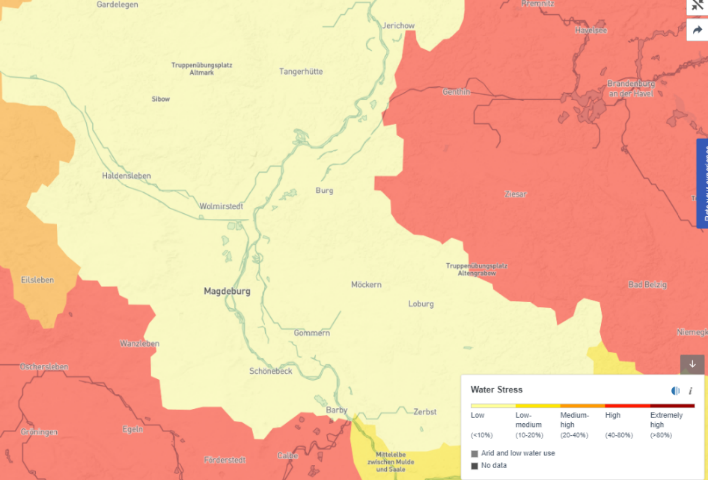 Gardelegen
Premnitz
Jerichow
Havelsee
Truppenübungsplatz
Altmark
Tangerhütte
Sibow
Genthin
Brandenburg
an der Havel
Haldensleben
Burg
Ziesar
Wolmirstedt
Truppenübungsplatz
Altengrabow
Eilsleben
Möckern
Bad Belzig
Magdeburg
Loburg
Gommern
Niemegk
Wanzleben
Oschersleben
Schönebeck
Barby
Zerbst
Gröningen
Egeln
Förderstedt
Calbe
Mittelelbe
zwischen Mulde
und Saale
Water Stress
i
Low Low-medium Medium-high High Extremely high
(<10%) (10-20%) (20-40%) (40-80%) (>80%)
Arid and low water use
No data